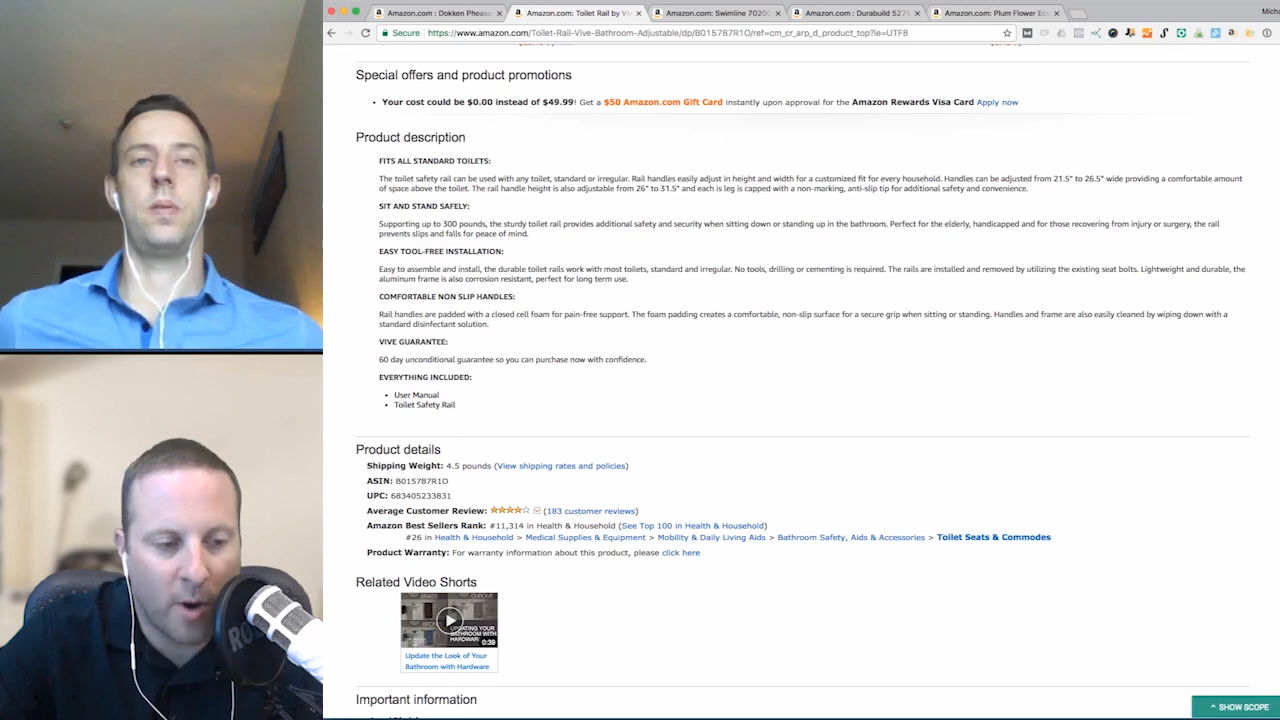 Amazon.com : Dokken Pheas
Amazon.com: Toilet Rail by Vi
Amazon.com: Swimline 7020
Amazon.com : Durabuild 527
Amazon.com: Plum Flower Ec
Micha
Secure
https://www.amazon.com/Toilet-Rail-Vive-Bathroom-Adjustable/dp/B015787R1O/ref=cm_cr_arp_d_product_top?ie=UTF8
Special offers and product promotions
• Your cost could be $0.00 instead of $49.99! Get a $50 Amazon.com Gift Card instantly upon approval for the Amazon Rewards Visa Card Apply now
Product description
FITS ALL STANDARD TOILETS:
The toilet safety rail can be used with any toilet, standard or irregular. Rail handles easily adjust in height and width for a customized fit for every household. Handles can be adjusted from 21.5" to 26.5" wide providing a comfortable amount
of space above the toilet. The rail handle height is also adjustable from 26" to 31.5" and each is leg is capped with a non-marking, anti-slip tip for additional safety and convenience.
SIT AND STAND SAFELY:
Supporting up to 300 pounds, the sturdy toilet rail provides additional safety and security when sitting down or standing up in the bathroom. Perfect for the elderly, handicapped and for those recovering from injury or surgery, the rail
prevents slips and falls for peace of mind.
EASY TOOL-FREE INSTALLATION:
Easy to assemble and install, the durable toilet rails work with most toilets, standard and irregular. No tools, drilling or cementing is required. The rails are installed and removed by utilizing the existing seat bolts. Lightweight and durable, the
aluminum frame is also corrosion resistant, perfect for long term use.
COMFORTABLE NON SLIP HANDLES:
Rail handles are padded with a closed cell foam for pain-free support. The foam padding creates a comfortable, non-slip surface for a secure grip when sitting or standing. Handles and frame are also easily cleaned by wiping down with a
standard disinfectant solution.
VIVE GUARANTEE:
60 day unconditional guarantee so you can purchase now with confidence.
EVERYTHING INCLUDED:
• User Manual
• Toilet Safety Rail
Product details
Shipping Weight: 4.5 pounds (View shipping rates and policies)
ASIN: B015787R1O
UPC: 683405233831
Average Customer Review: (183 customer reviews)
Amazon Best Sellers Rank: #11,314 in Health & Household (See Top 100 in Health & Household)
#26 in Health & Household > Medical Supplies & Equipment > Mobility & Daily Living Aids > Bathroom Safety, Aids & Accessories > Toilet Seats & Commodes
Product Warranty: For warranty information about this product, please click here
Related Video Shorts
BRASS CHROME
UPDATING YOUR
BATHROOM WITH
HARDWARE
0:39
Update the Look of Your
Bathroom with Hardware
Important information
^ SHOW SCOPE